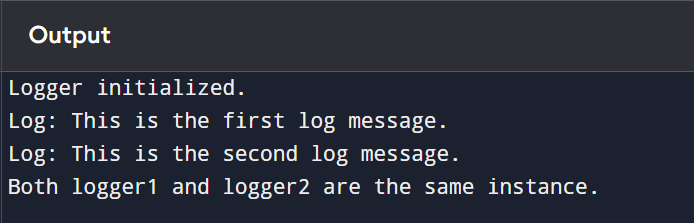 Output
Logger initialized.
Log: This is the first log message.
Log: This is the second log message.
Both logger1 and logger2 are the same instance.